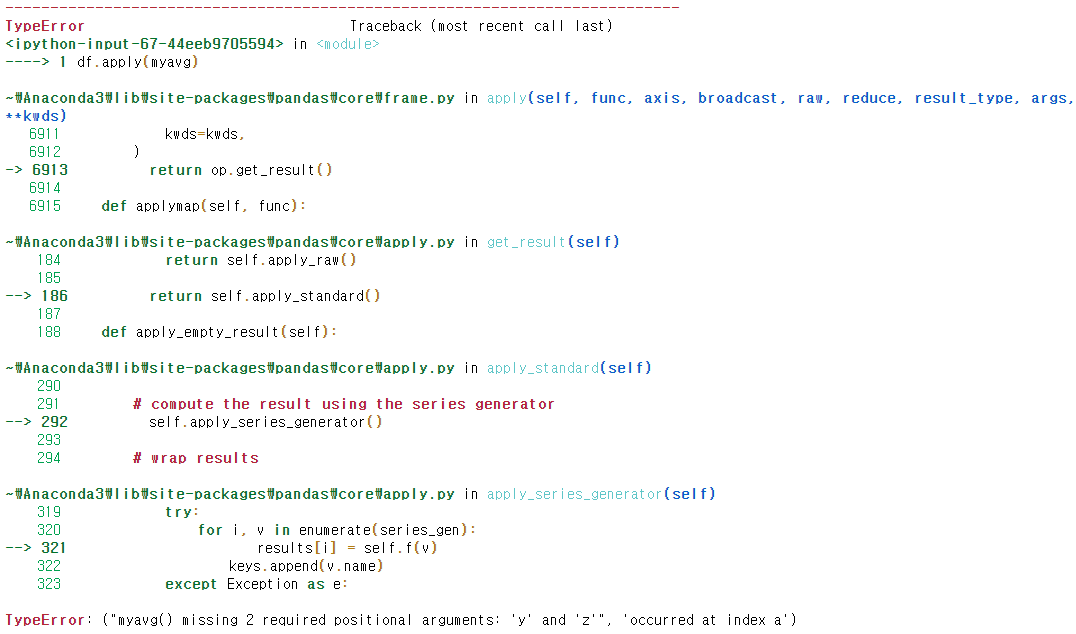 ---------------------------------------------------------------------------
TypeError                                 Traceback (most recent call last)
<ipython-input-67-44eeb9705594> in <module>
----> 1 df.apply(myavg)
~₩Anaconda3₩lib₩site-packages₩pandas₩core₩frame.py in apply(self, func, axis, broadcast, raw, reduce, result_type, args,
**kwds)
   6911             kwds=kwds,
   6912         )
-> 6913         return op.get_result()
   6914
   6915     def applymap(self, func):
~₩Anaconda3₩lib₩site-packages₩pandas₩core₩apply.py in get_result(self)
    184             return self.apply_raw()
    185
--> 186         return self.apply_standard()
    187
    188     def apply_empty_result(self):
~₩Anaconda3₩lib₩site-packages₩pandas₩core₩apply.py in apply_standard(self)
    290
    291         # compute the result using the series generator
--> 292         self.apply_series_generator()
    293
    294         # wrap results
~₩Anaconda3₩lib₩site-packages₩pandas₩core₩apply.py in apply_series_generator(self)
    319             try:
    320                 for i, v in enumerate(series_gen):
--> 321                     results[i] = self.f(v)
    322                     keys.append(v.name)
    323             except Exception as e:
TypeError: ("myavg() missing 2 required positional arguments: 'y' and 'z'", 'occurred at index a')